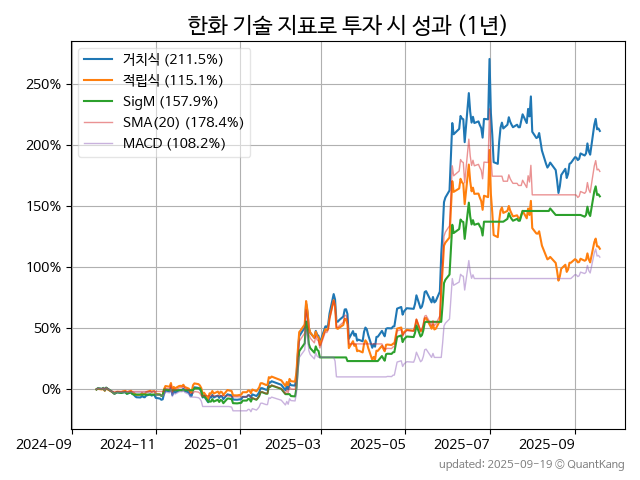 한화 기술 지표로 투자 시 성과 (1년)
거치식 (211.5%)
적립식 (115.1%)
SigM (157.9%)
SMA(20) (178.4%)
MACD (108.2%)
250%
200%
150%
100%
50%
0%
2024-09 2024-11 2025-01 2025-03 2025-05 2025-07 2025-09
updated: 2025-09-19 © QuantKang